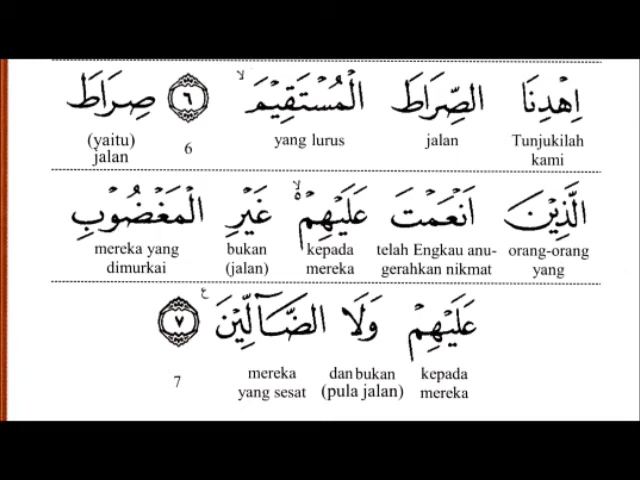 اِهْدِنَا الصِّرَاطَ الْمُسْتَقِيْمَ ۙ ٦ صِرَاطَ
Tunjukilah kami jalan yang lurus 6 (yaitu) jalan
الَّذِيْنَ اَنْعَمْتَ عَلَيْهِمْ ەۙ غَيْرِ الْمَغْضُوْبِ
orang-orang yang telah Engkau anu-gerahkan nikmat kepada mereka bukan (jalan) mereka yang dimurkai
عَلَيْهِمْ وَلَا الضَّاۤلِّيْنَ ࣖ ٧
kepada mereka dan bukan (pula jalan) mereka yang sesat 7